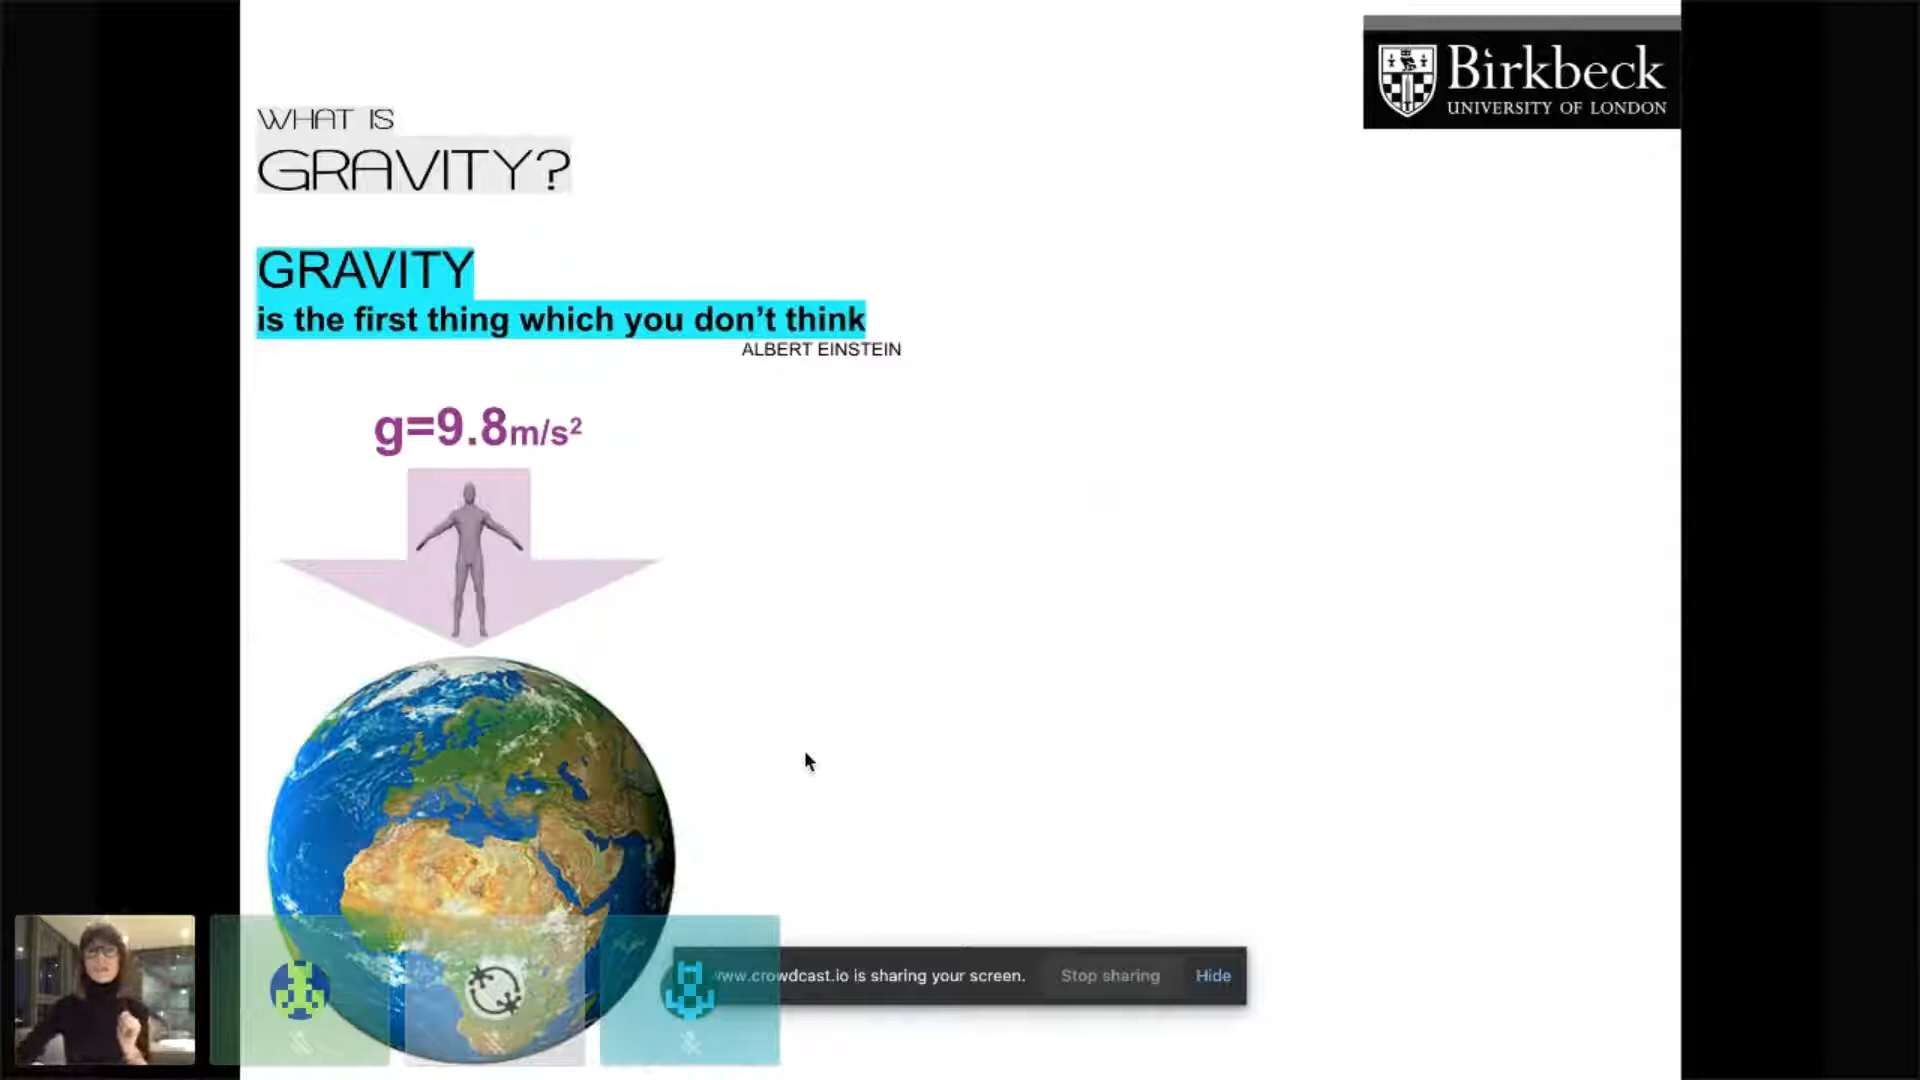 Birkbeck
UNIVERSITY OF LONDON
WHAT IS
GRAVITY?
GRAVITY
is the first thing which you don’t think
ALBERT EINSTEIN
g=9.8m/s²
www.crowdcast.io is sharing your screen.
Stop sharing
Hide